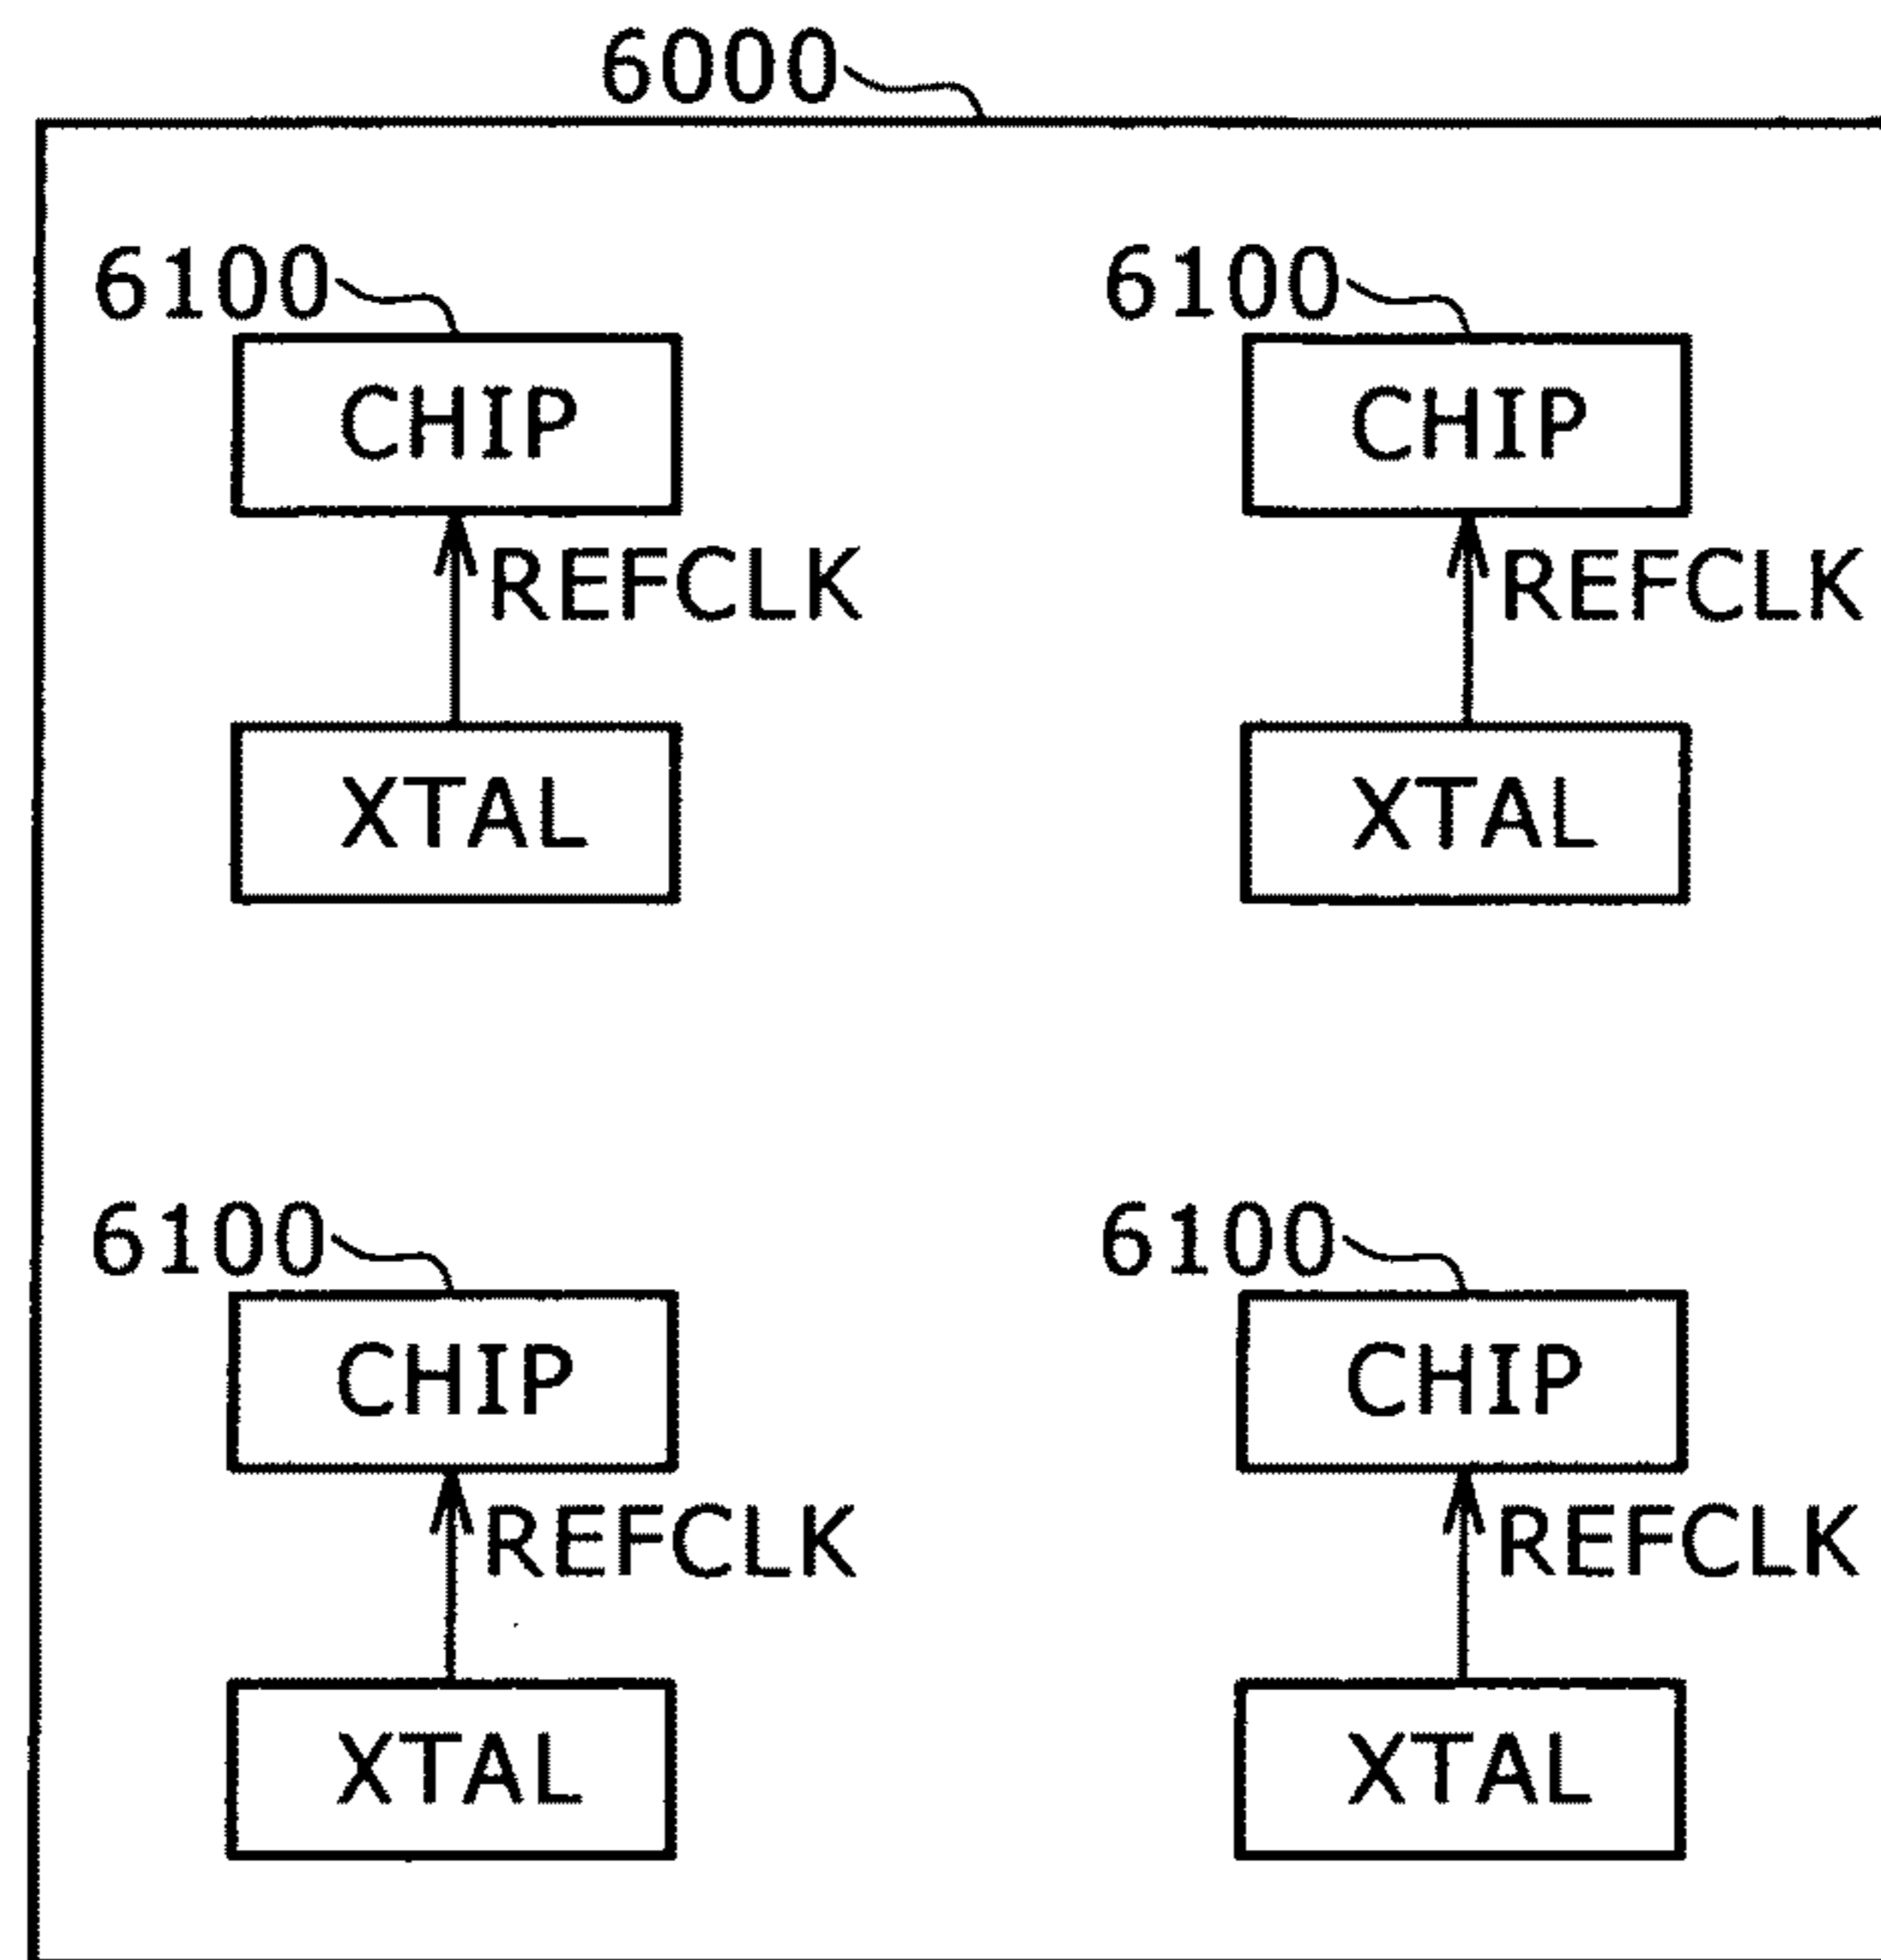 6000
6100 6100
CHIP CHIP
REFCLK REFCLK
XTAL XTAL
6100 6100
CHIP CHIP
REFCLK REFCLK
XTAL XTAL